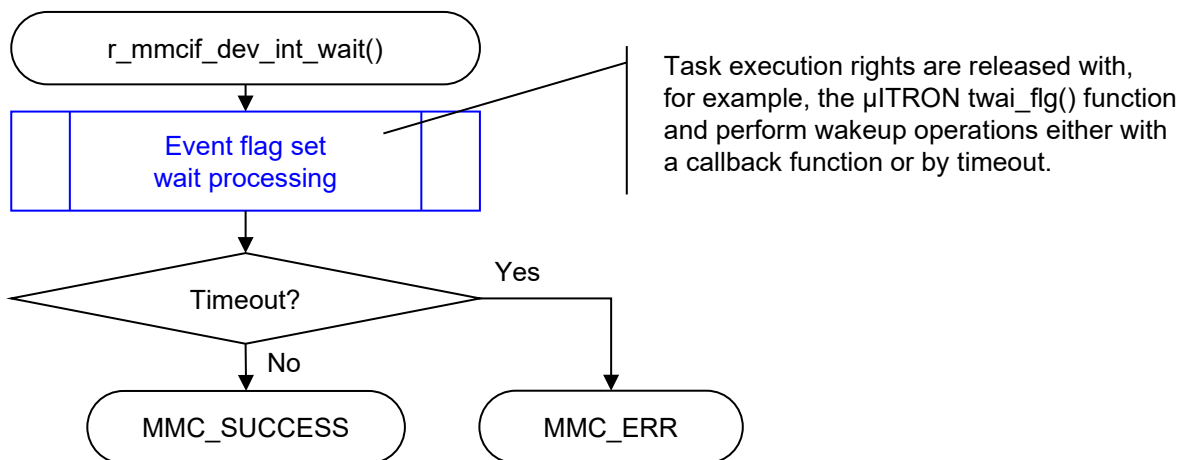 r_mmcif_dev_int_wait()
Task execution rights are released with,
for example, the µITRON twai_flg() function
and perform wakeup operations either with
a callback function or by timeout.
Event flag set
wait processing
Timeout?
Yes
No
MMC_SUCCESS
MMC_ERR